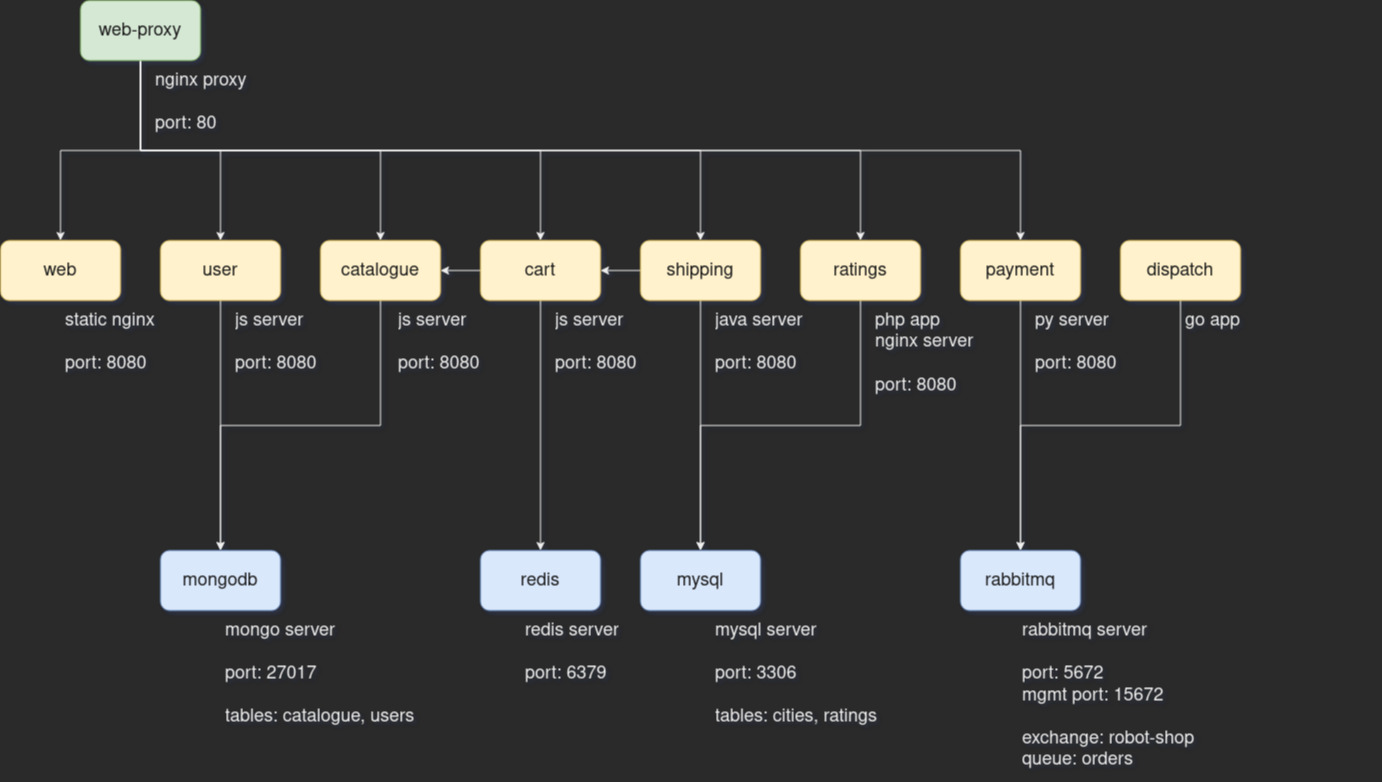 web-proxy
nginx proxy
port: 80
web
user
catalogue
cart
shipping
ratings
payment
dispatch
static nginx
port: 8080
js server
port: 8080
js server
port: 8080
js server
port: 8080
java server
port: 8080
php app
nginx server
port: 8080
py server
port: 8080
go app
mongodb
redis
mysql
rabbitmq
mongo server
port: 27017
tables: catalogue, users
redis server
port: 6379
mysql server
port: 3306
tables: cities, ratings
rabbitmq server
port: 5672
mgmt port: 15672
exchange: robot-shop
queue: orders